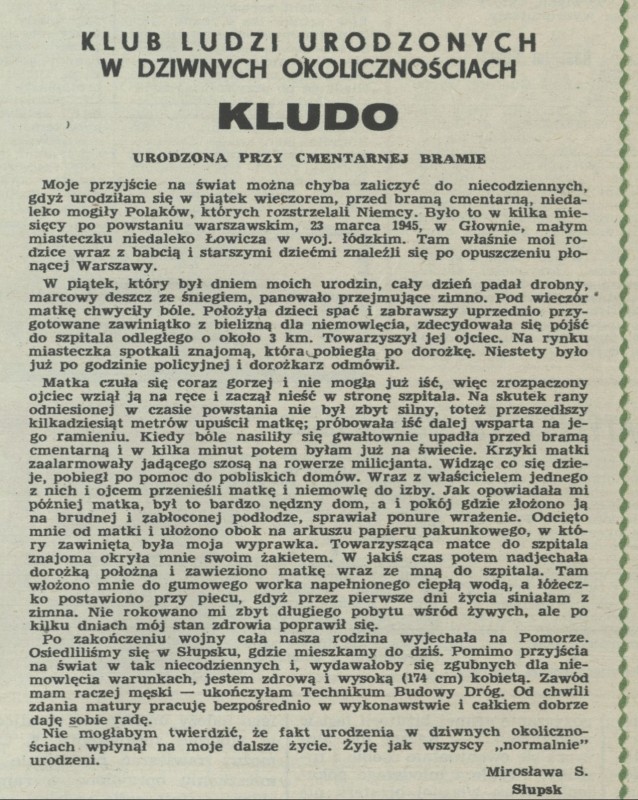 KLUB LUDZI URODZONYCH
W DZIWNYCH OKOLICZNOŚCIACH
KLUDO
URODZONA PRZY CMENTARNEJ BRAMIE
Moje przyjście na świat można chyba zaliczyć do niecodziennych,
gdyż urodziłam się w piątek wieczorem, przed bramą cmentarną, nieda-
leko mogiły Polaków, których rozstrzelali Niemcy. Było to w kilka mie-
sięcy po powstaniu warszawskim, 23 marca 1945, w Głownie, małym
miasteczku niedaleko Łowicza w woj. łódzkim. Tam właśnie moi ro-
dzice wraz z babcią i starszymi dziećmi znaleźli się po opuszczeniu pło-
nącej Warszawy.
W piątek, który był dniem moich urodzin, cały dzień padał drobny,
marcowy deszcz ze śniegiem, panowało przejmujące zimno. Pod wieczór
matkę chwyciły bóle. Położyła dzieci spać i zabrawszy uprzednio przy-
gotowane zawiniątko z bielizną dla niemowlęcia, zdecydowała się pójść
do szpitala odległego o około 3 km. Towarzyszył jej ojciec. Na rynku
miasteczka spotkali znajomą, która pobiegła po dorożkę. Niestety było
już po godzinie policyjnej i dorożkarz odmówił.
Matka czuła się coraz gorzej i nie mogła już iść, więc zrozpaczony
ojciec wziął ją na ręce i zaczął nieść w stronę szpitala. Na skutek rany
odniesionej w czasie powstania nie był zbyt silny, toteż przeszedłszy
kilkadziesiąt metrów upuścił matkę; próbowała iść dalej wsparta na je-
go ramieniu. Kiedy bóle nasiliły się gwałtownie upadła przed bramą
cmentarną i w kilka minut potem byłam już na świecie. Krzyki matki
zaalarmowały jadącego szosą na rowerze milicjanta. Widząc co się dzie-
je, pobiegł po pomoc do pobliskich domów. Wraz z właścicielem jednego
z nich i ojcem przenieśli matkę i niemowlę do izby. Jak opowiadała mi
później matka, był to bardzo nędzny dom, a i pokój gdzie złożono ją
na brudnej i zabłoconej podłodze, sprawiał ponure wrażenie. Odcięto
mnie od matki i ułożono obok na arkuszu papieru pakunkowego, w któ-
ry zawinięta była moja wyprawka. Towarzysząca matce do szpitala
znajoma okryła mnie swoim żakietem. W jakiś czas potem nadjechała
dorożką położna i zawieziono matkę wraz ze mną do szpitala. Tam
włożono mnie do gumowego worka napełnionego ciepłą wodą, a łóżecz-
ko postawiono przy piecu, gdyż przez pierwsze dni życia siniałam z
zimna. Nie rokowano mi zbyt długiego pobytu wśród żywych, ale po
kilku dniach mój stan zdrowia poprawił się.
Po zakończeniu wojny cała nasza rodzina wyjechała na Pomorze.
Osiedliliśmy się w Słupsku, gdzie mieszkamy do dziś. Pomimo przyjścia
na świat w tak niecodziennych i, wydawałoby się zgubnych dla nie-
mowlęcia warunkach, jestem zdrową i wysoką (174 cm) kobietą. Zawód
mam raczej męski — ukończyłam Technikum Budowy Dróg. Od chwili
zdania matury pracuję bezpośrednio w wykonawstwie i całkiem dobrze
daję sobie radę.
Nie mogłabym twierdzić, że fakt urodzenia w dziwnych okoliczno-
ściach wpłynął na moje dalsze życie. Żyję jak wszyscy „normalnie”
urodzeni.
Mirosława S.
Słupsk